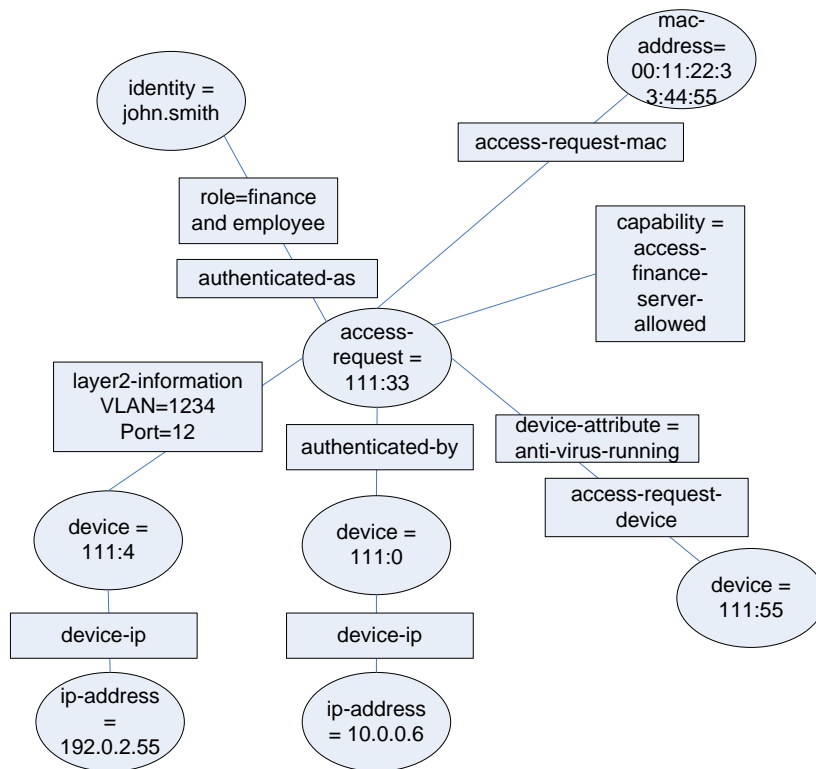 mac-
address=
00:11:22:3
3:44:55
identity =
john.smith
access-request-mac
role=finance
and employee
capability =
access-
finance-
server-
allowed
authenticated-as
access-
request =
111:33
layer2-information
VLAN=1234
Port=12
device-attribute =
anti-virus-running
authenticated-by
access-request-
device
device =
111:4
device =
111:0
device =
111:55
device-ip
device-ip
ip-address
=
192.0.2.55
ip-address
= 10.0.0.6